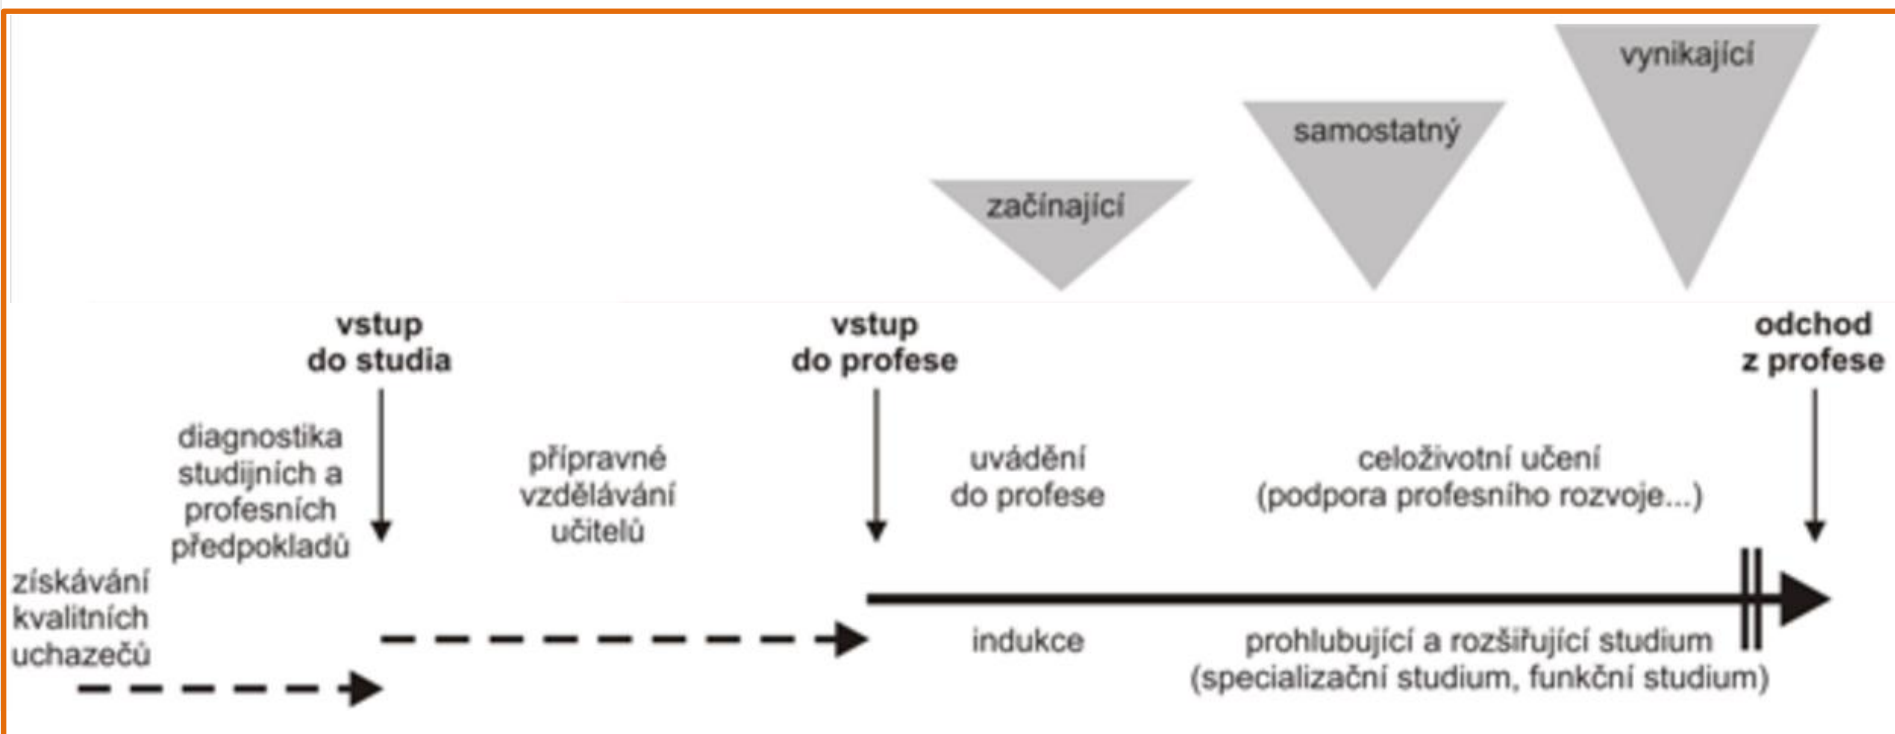 vynikající
samostatný
začínající
vstup
do studia
vstup
do profese
odchod
z profese
diagnostika
studijních a
profesních
předpokladů
přípravné
vzdělávání
učitelů
uvádění
do profese
celoživotní učení
(podpora profesního rozvoje...)
získávání
kvalitních
uchazečů
indukce
prohlubující a rozšiřující studium
(specializační studium, funkční studium)